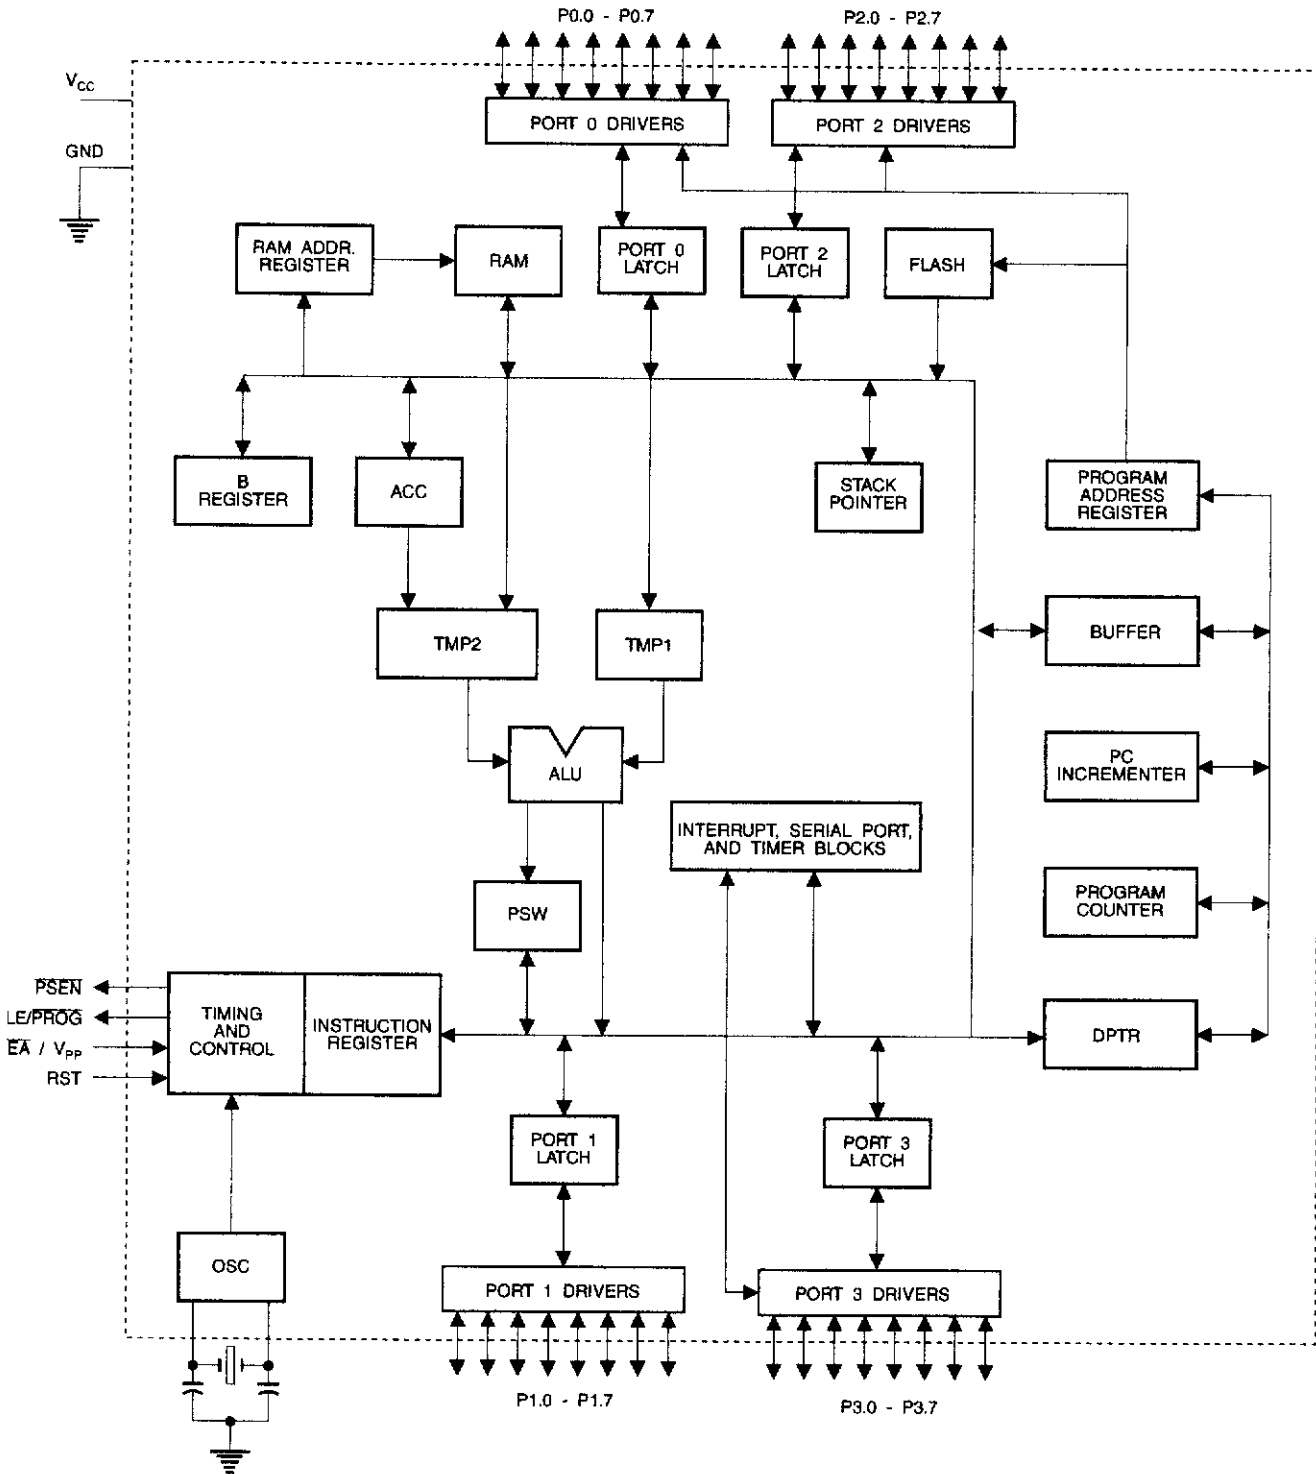 P0.0 - P0.7
P2.0 - P2.7
VCC
GND
PORT 0 DRIVERS
PORT 2 DRIVERS
RAM ADDR.
REGISTER
RAM
PORT 0
LATCH
PORT 2
LATCH
FLASH
B
REGISTER
ACC
STACK
POINTER
PROGRAM
ADDRESS
REGISTER
TMP2
TMP1
BUFFER
ALU
PC
INCREMENTER
INTERRUPT, SERIAL PORT,
AND TIMER BLOCKS
PSW
PROGRAM
COUNTER
PSEN
LE/PROG
EA / VPP
RST
TIMING
AND
CONTROL
INSTRUCTION
REGISTER
DPTR
PORT 1
LATCH
PORT 3
LATCH
OSC
PORT 1 DRIVERS
PORT 3 DRIVERS
P1.0 - P1.7
P3.0 - P3.7